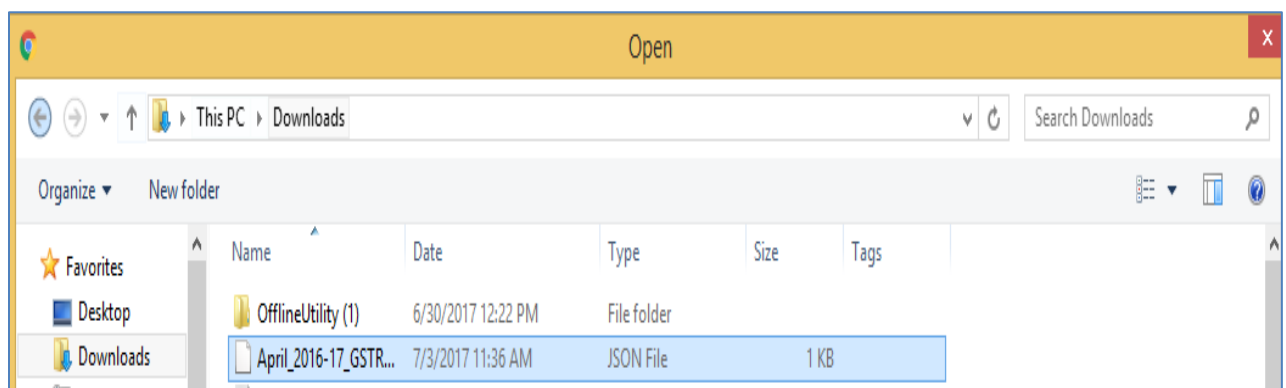 Open
x
This PC Downloads Search Downloads
Organize New folder
Name Date Type Size Tags
Favorites
OfflineUtility (1) 6/30/2017 12:22 PM File folder
Desktop
Downloads April_2016-17_GSTR... 7/3/2017 11:36 AM JSON File 1 KB